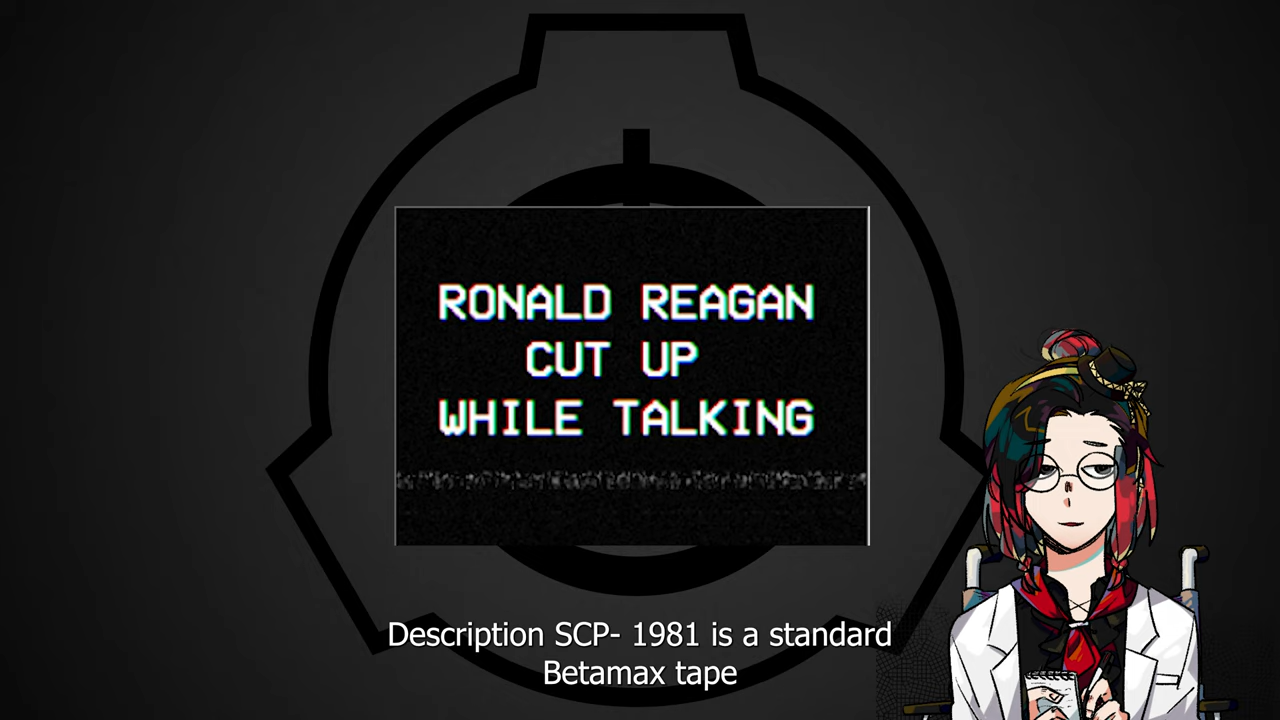 RONALD REAGAN
CUT UP
WHILE TALKING
Description SCP- 1981 is a standard
Betamax tape